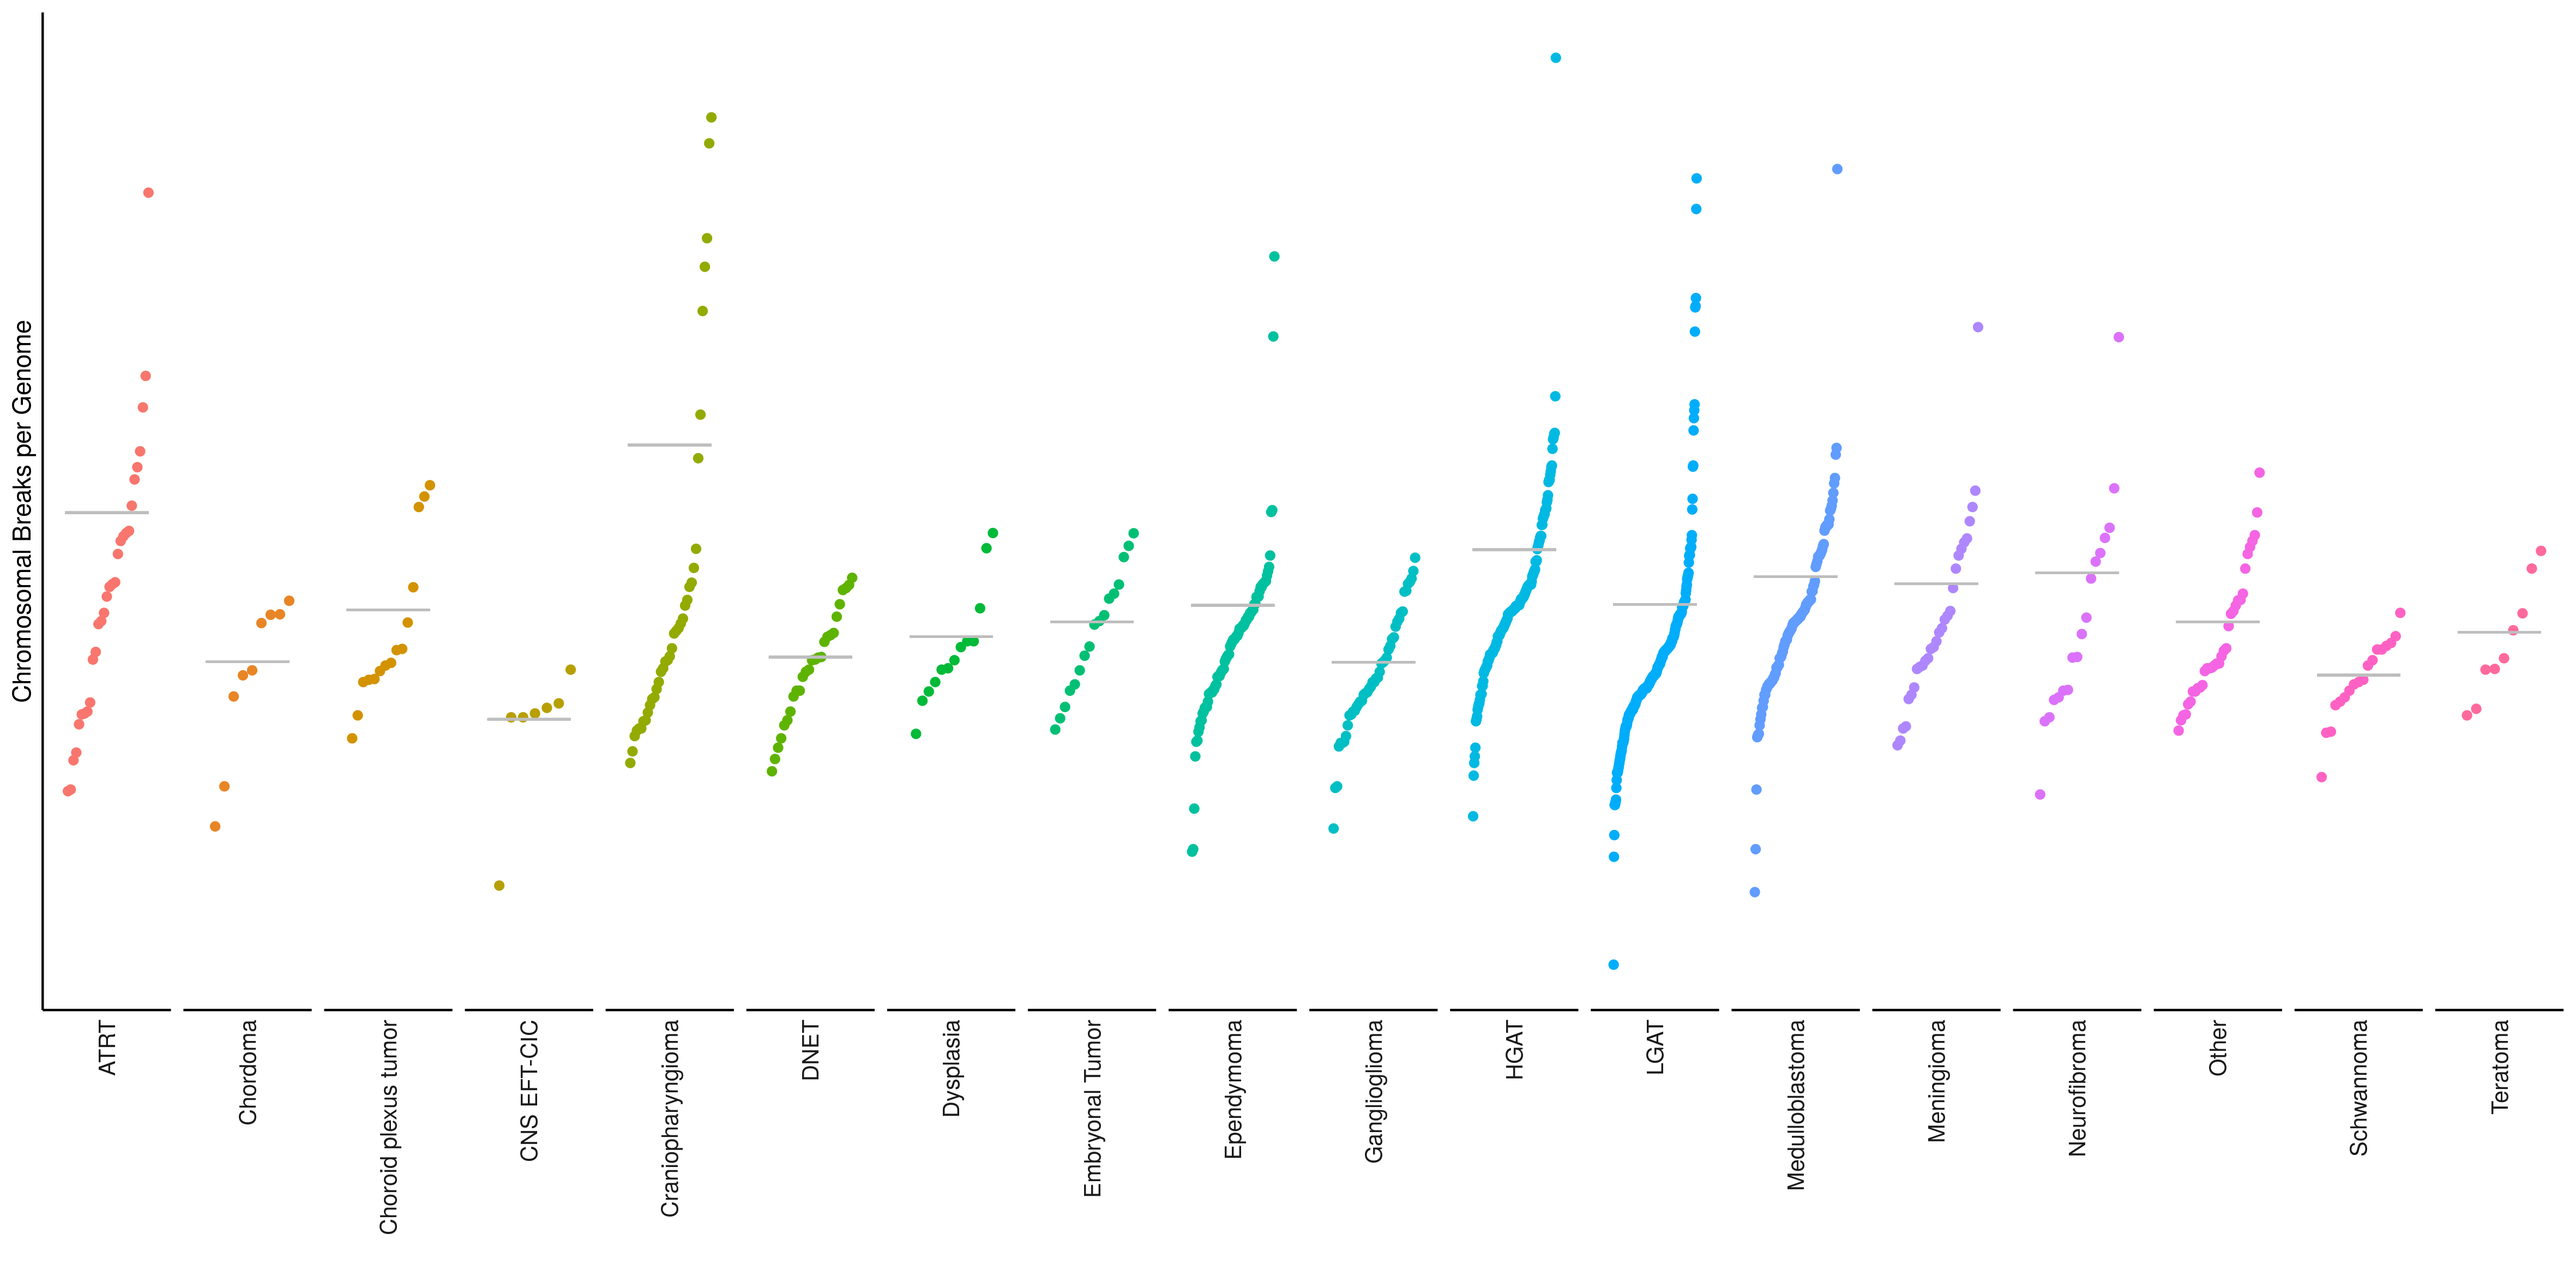 Chromosomal Breaks per Genome
ATRT
Chordoma
Choroid plexus tumor
CNS EFT-CIC
Craniopharyngioma
DNET
Dysplasia
Embryonal Tumor
Ependymoma
Ganglioglioma
HGAT
LGAT
Medulloblastoma
Meningioma
Neurofibroma
Other
Schwannoma
Teratoma